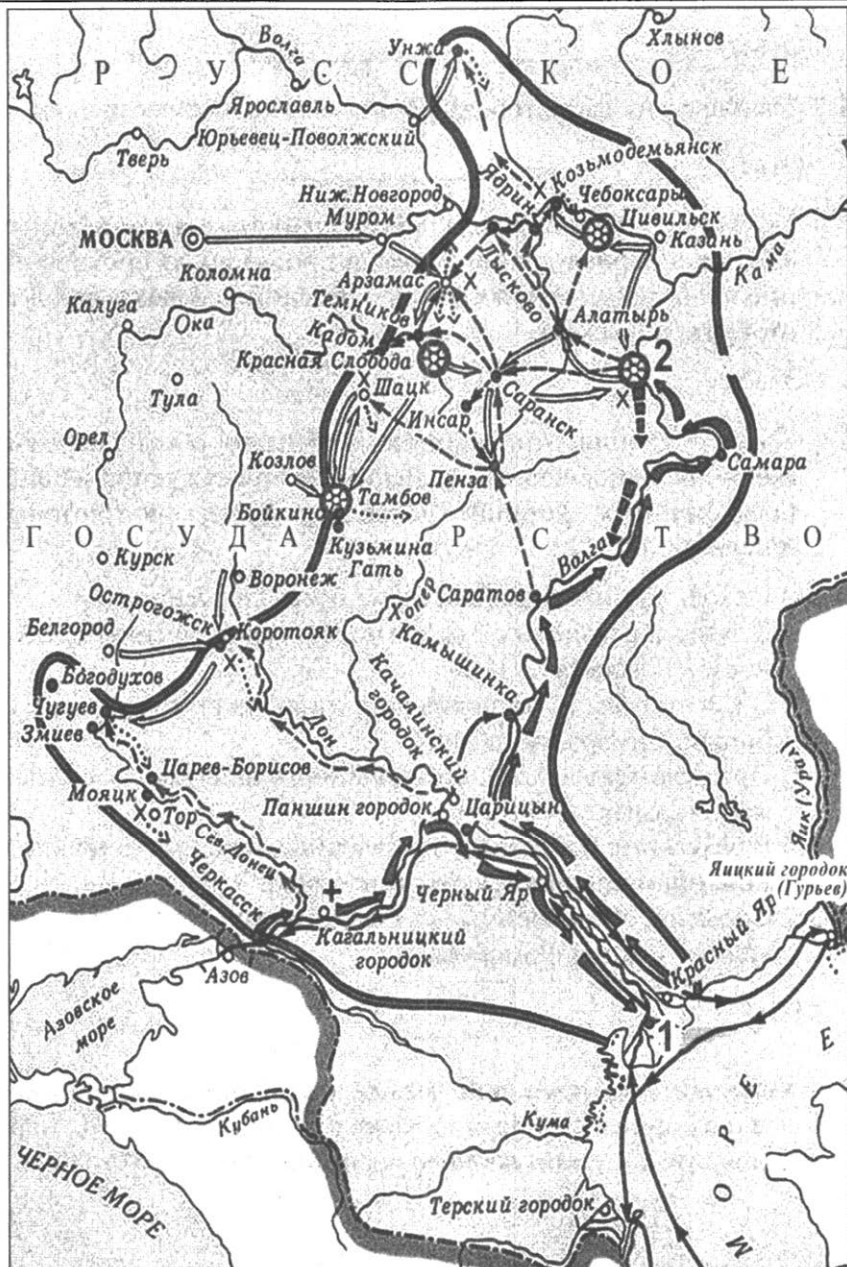 Унжа
Хлынов
Волга
РУССКОЕ
Ярославль
Юрьевец-Поволжский
Тверь
Козьмодемьянск
Ядрин
Ниж.Новгород
Чебоксары
Муром
Цивильск
МОСКВА
Казань
Лысково
Кама
Коломна
Арзамас
Темников
Калуга
Ока
Кадом
Алатырь
Красная Слобода
2
Тула
Шацк
Саранск
Инсар
Орел
Самара
Козлов
Пенза
Тамбов
Бойкино
ГОСУДАРСТВО
Кузьмина
Гать
Курск
Волга
Воронеж
Хопер
Саратов
Острогожск
Белгород
Коротояк
Камышинка
Богодухов
Качалинский
городок
Чугуев
Дон
Змиев
Царев-Борисов
Яик (Урал)
Мояцк
Паншин городок
Царицын
Тор
Сев.Донец
Яицкий городок
(Гурьев)
Черкасск
Черный Яр
Красный Яр
Кагальницкий
городок
Азов
1
Азовское
море
Кубань
Кума
ЧЕРНОЕ МОРЕ
Терский городок
МОРЕ
Е